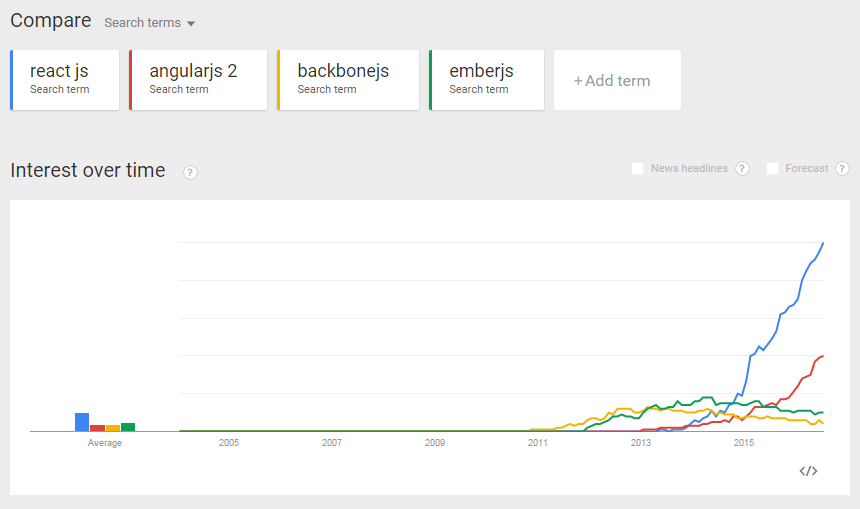 Compare Search terms
react js
Search term
angularjs 2
Search term
backbonejs
Search term
emberjs
Search term
+Add term
Interest over time ?
News headlines ? Forecast ?
Average 2005 2007 2009 2011 2013 2015
</>